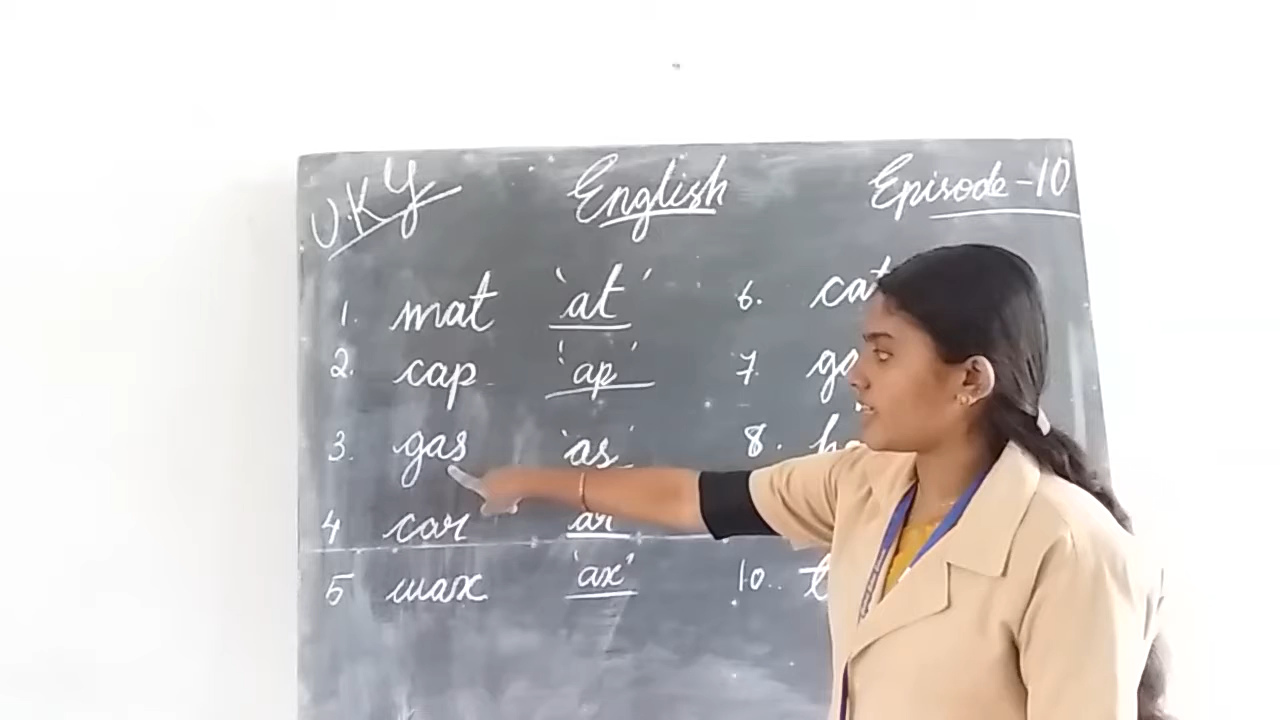 U.K.Y English Episode-10
1. mat 'at' 6. cat
2. cap 'ap' 7.
3. gas 'as' 8.
4 car ar
5 wax 'ax' 10.